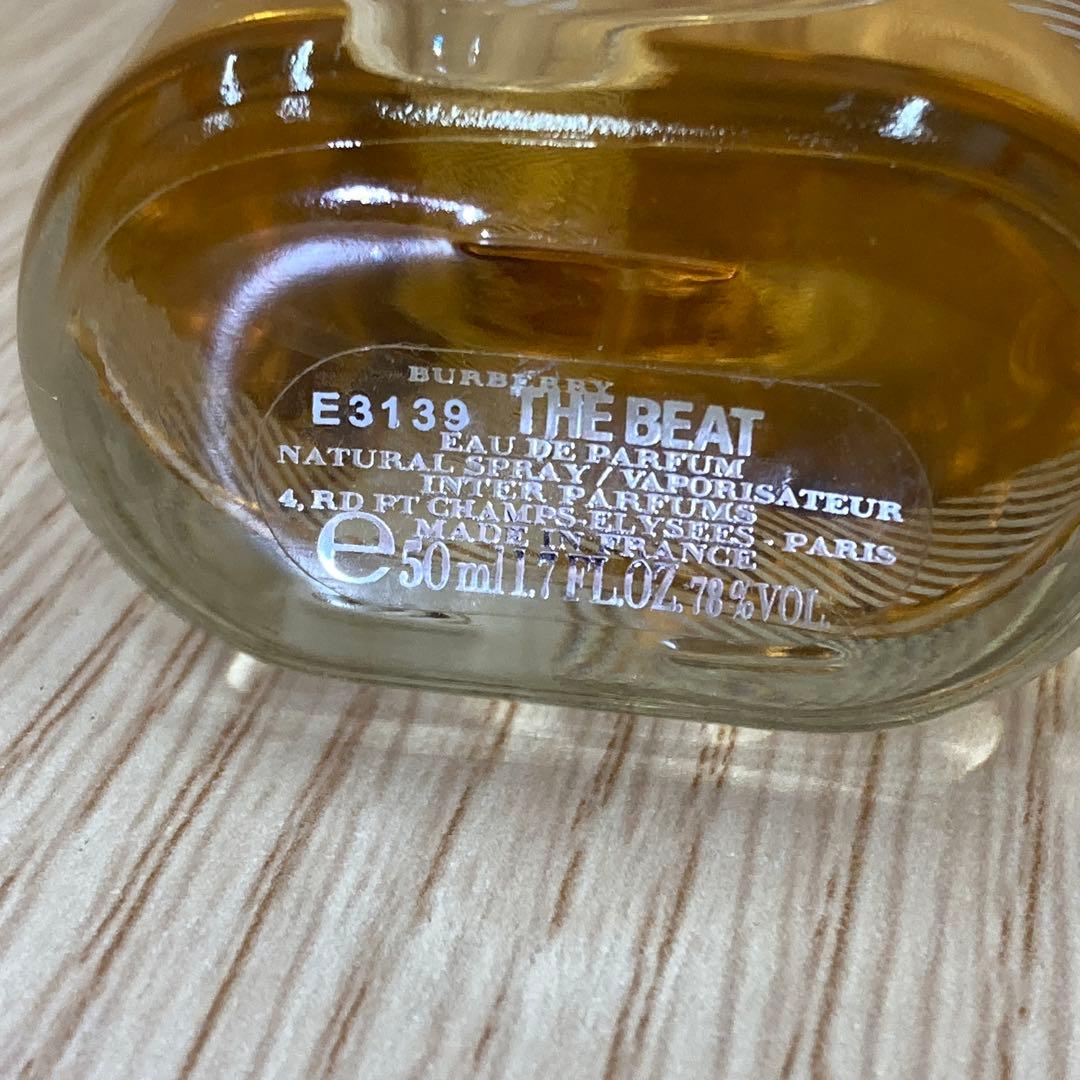 BURBERRY
E3139 THE BEAT
EAU DE PARFUM
NATURAL SPRAY/VAPORISATEUR
INTER PARFUMS
4, RD PT CHAMPS-ELYSEES - PARIS
MADE IN FRANCE
e 50 ml 1.7 FL.OZ. 78 % VOL.